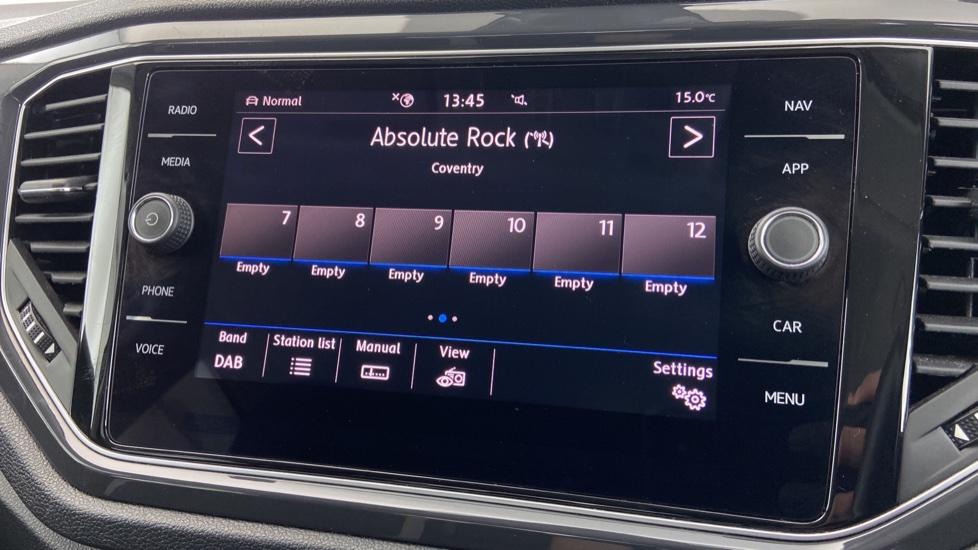 RADIO
MEDIA
PHONE
VOICE
Normal 13:45 15.0°C
Absolute Rock
Coventry
7 8 9 10 11 12
Empty Empty Empty Empty Empty Empty
Band Station list Manual View Settings
DAB
NAV
APP
CAR
MENU